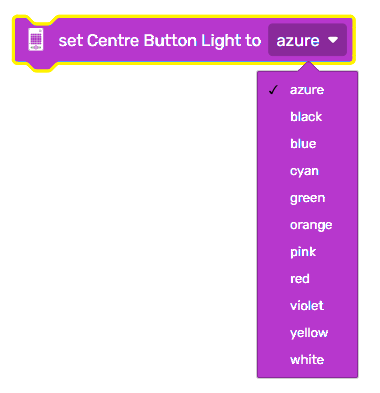 set Centre Button Light to azure
azure
black
blue
cyan
green
orange
pink
red
violet
yellow
white